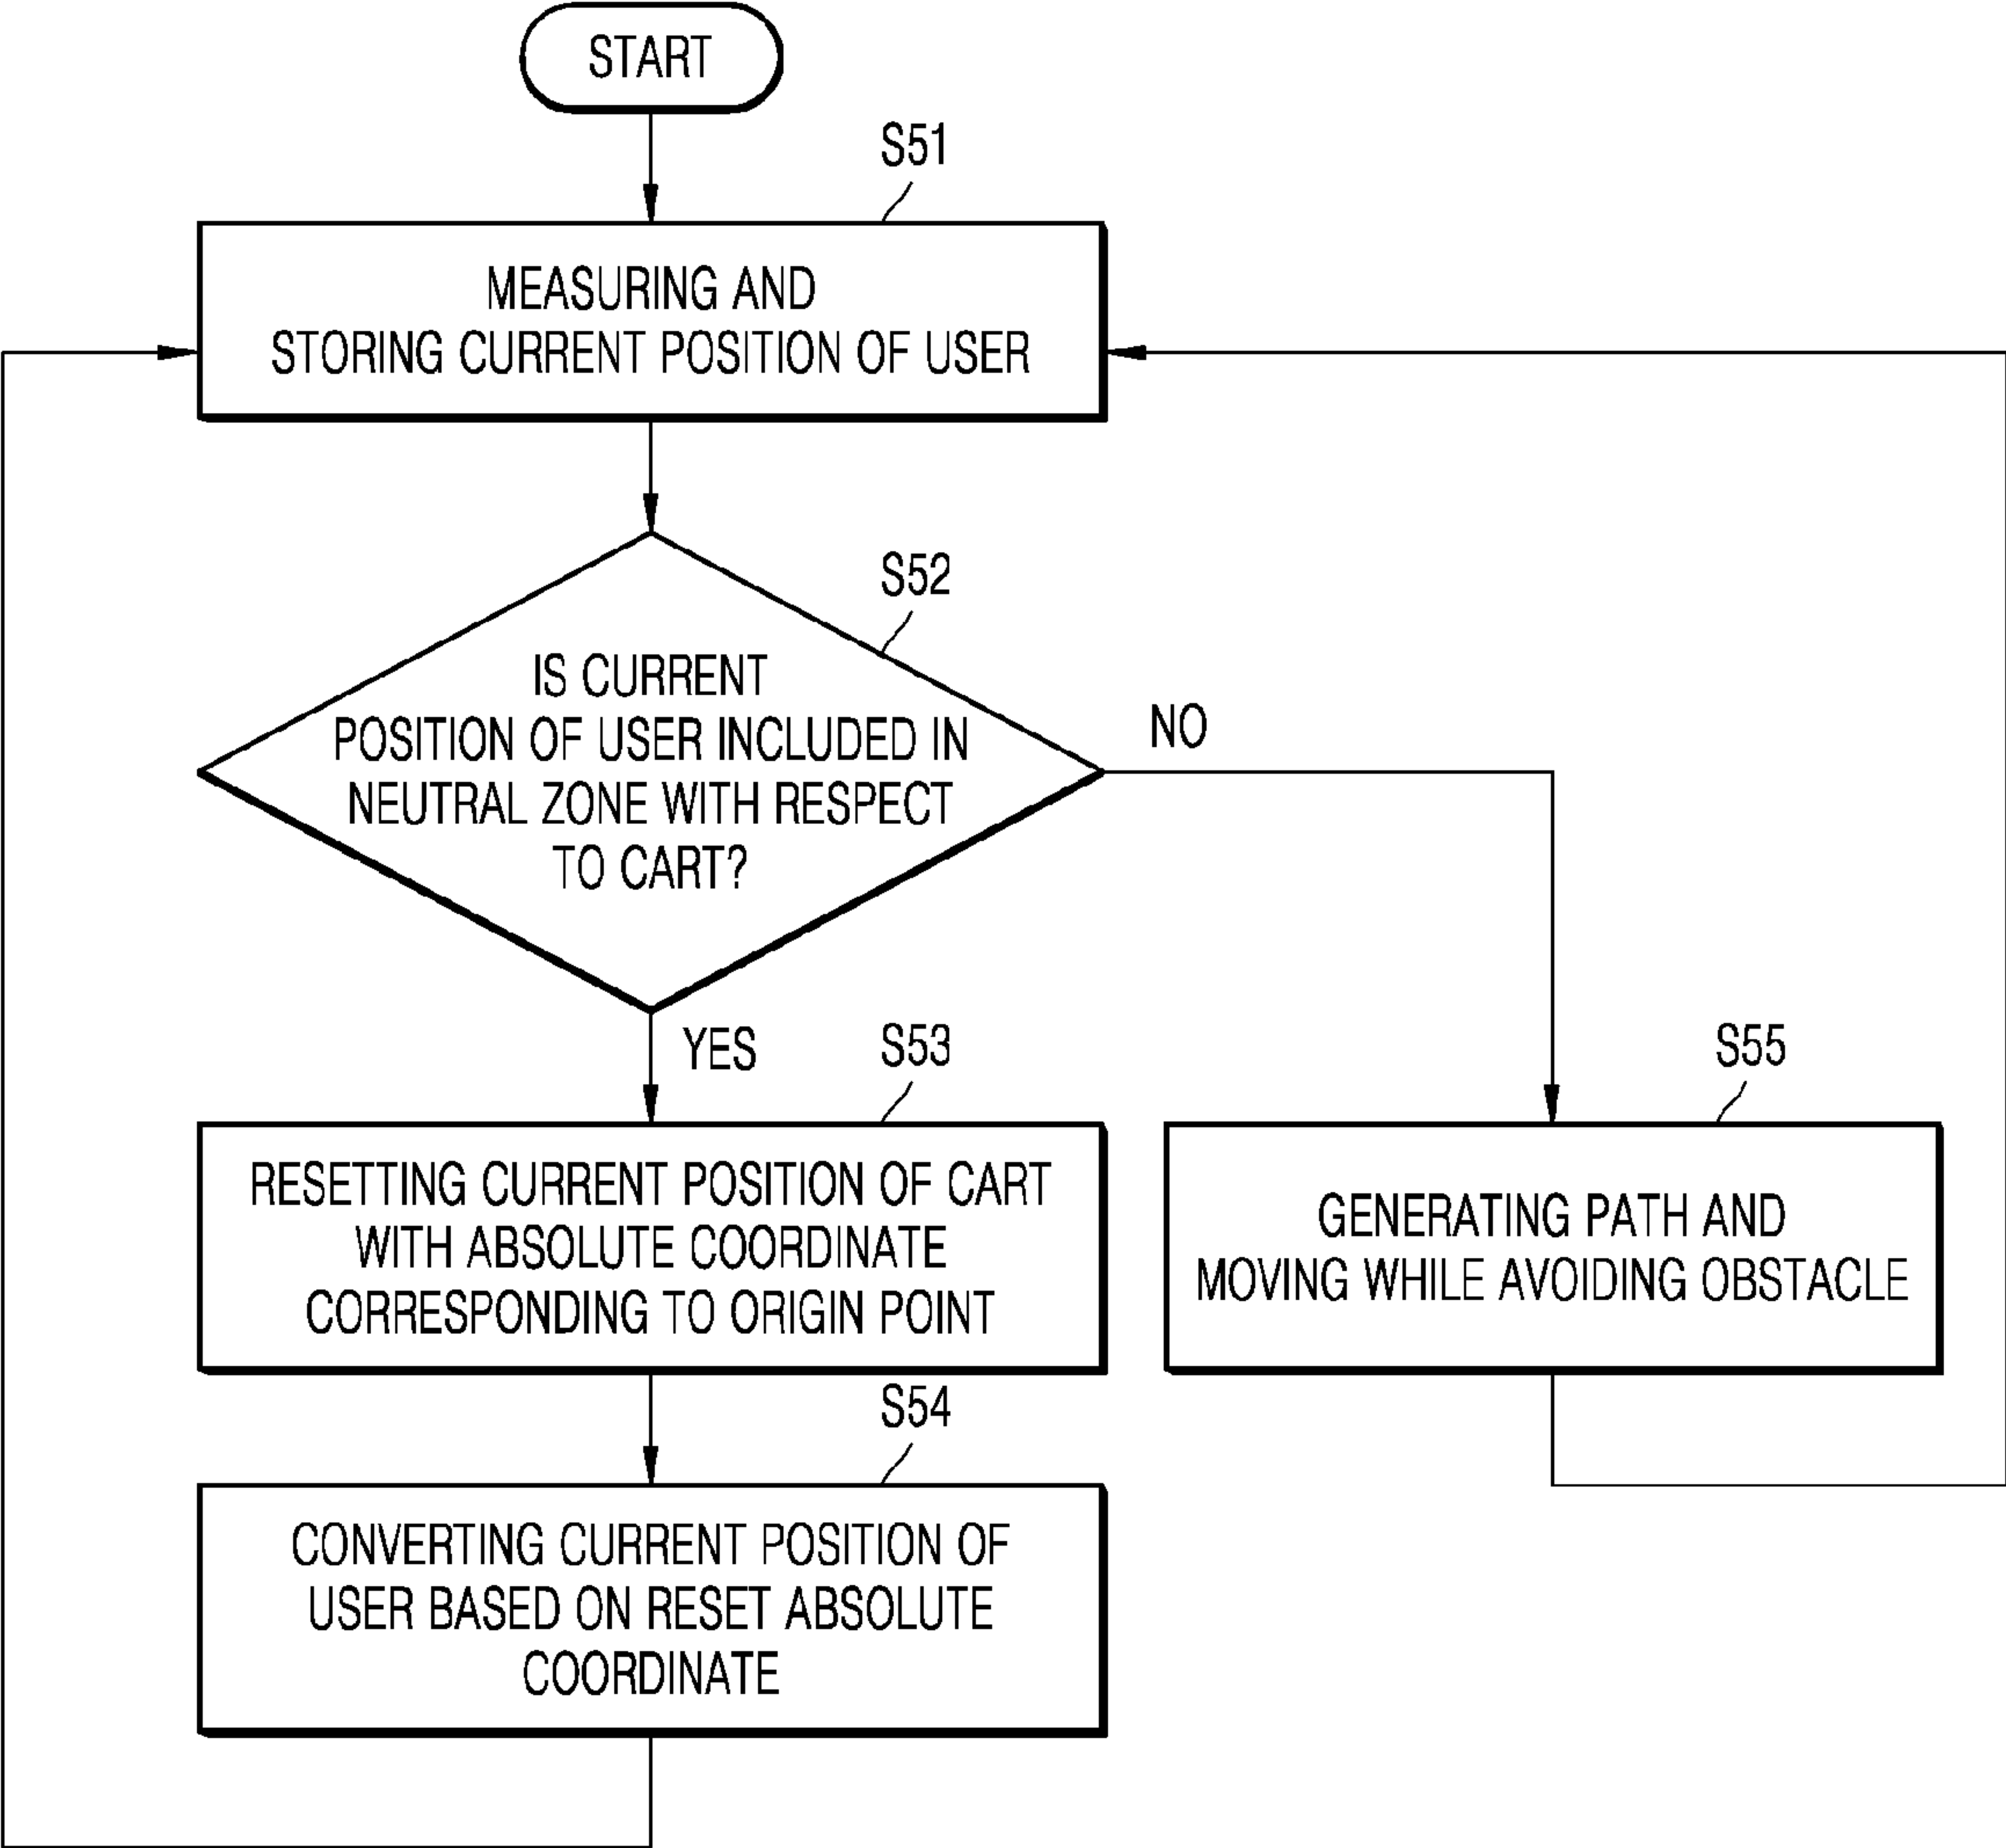 START
S51
MEASURING AND
STORING CURRENT POSITION OF USER
S52
IS CURRENT
POSITION OF USER INCLUDED IN
NEUTRAL ZONE WITH RESPECT
TO CART?
NO
YES
S53
RESETTING CURRENT POSITION OF CART
WITH ABSOLUTE COORDINATE
CORRESPONDING TO ORIGIN POINT
S55
GENERATING PATH AND
MOVING WHILE AVOIDING OBSTACLE
S54
CONVERTING CURRENT POSITION OF
USER BASED ON RESET ABSOLUTE
COORDINATE